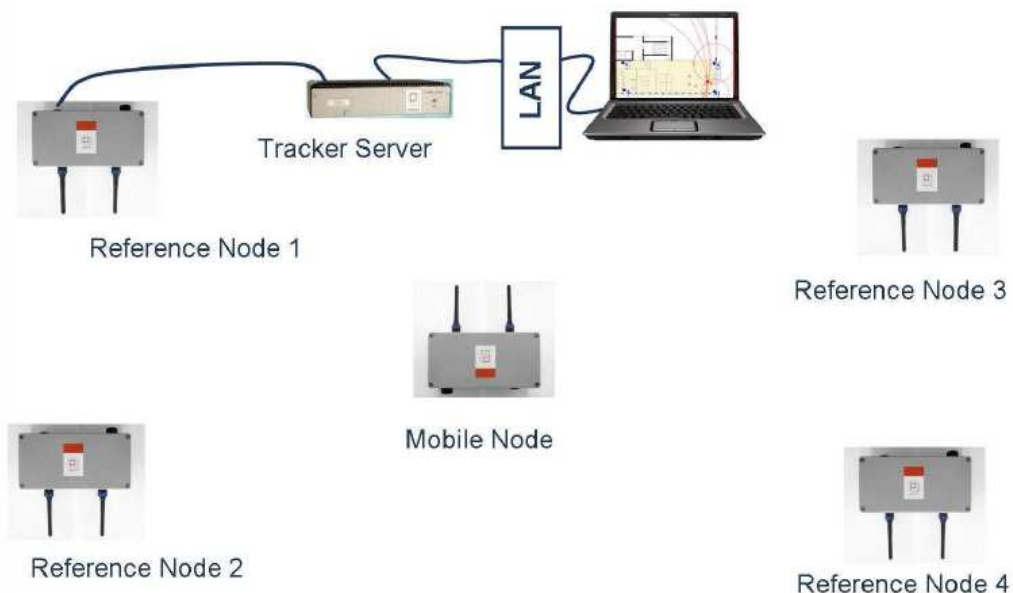 LAN
Tracker Server
Reference Node 1
Reference Node 3
Mobile Node
Reference Node 2
Reference Node 4